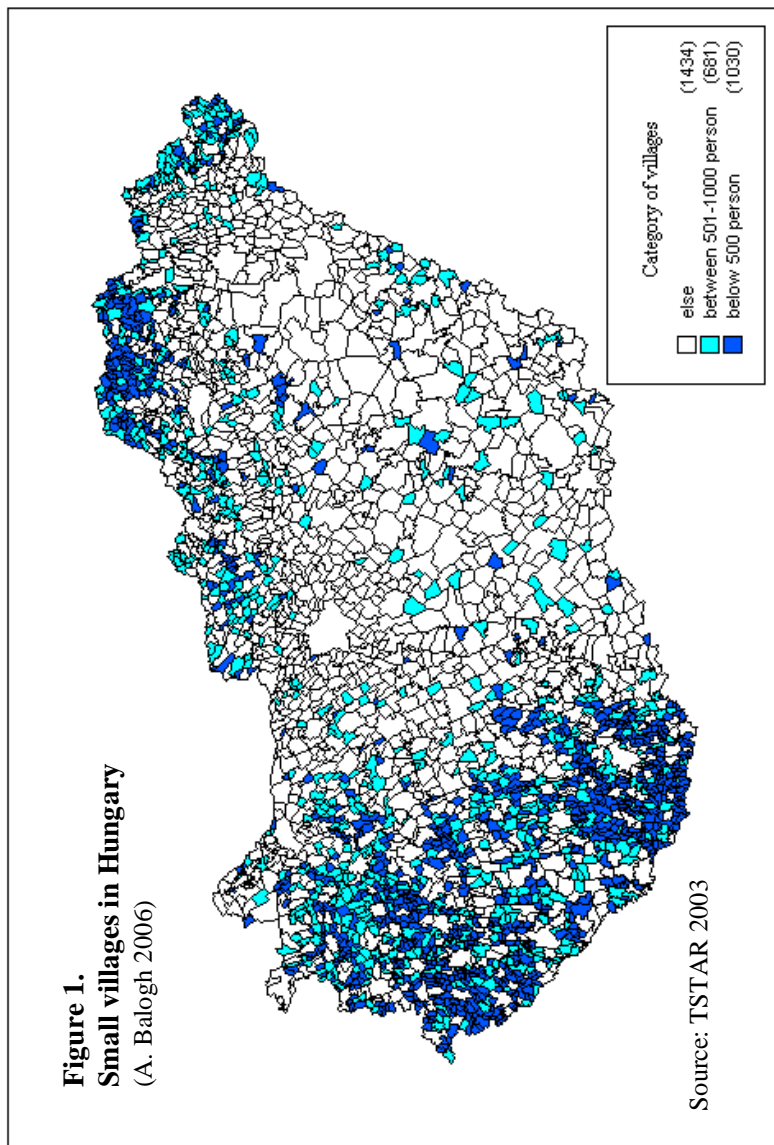 Figure 1.
Small villages in Hungary
(A. Balogh 2006)
Category of villages
else (1434)
between 501-1000 person (681)
below 500 person (1030)
Source: TSTAR 2003